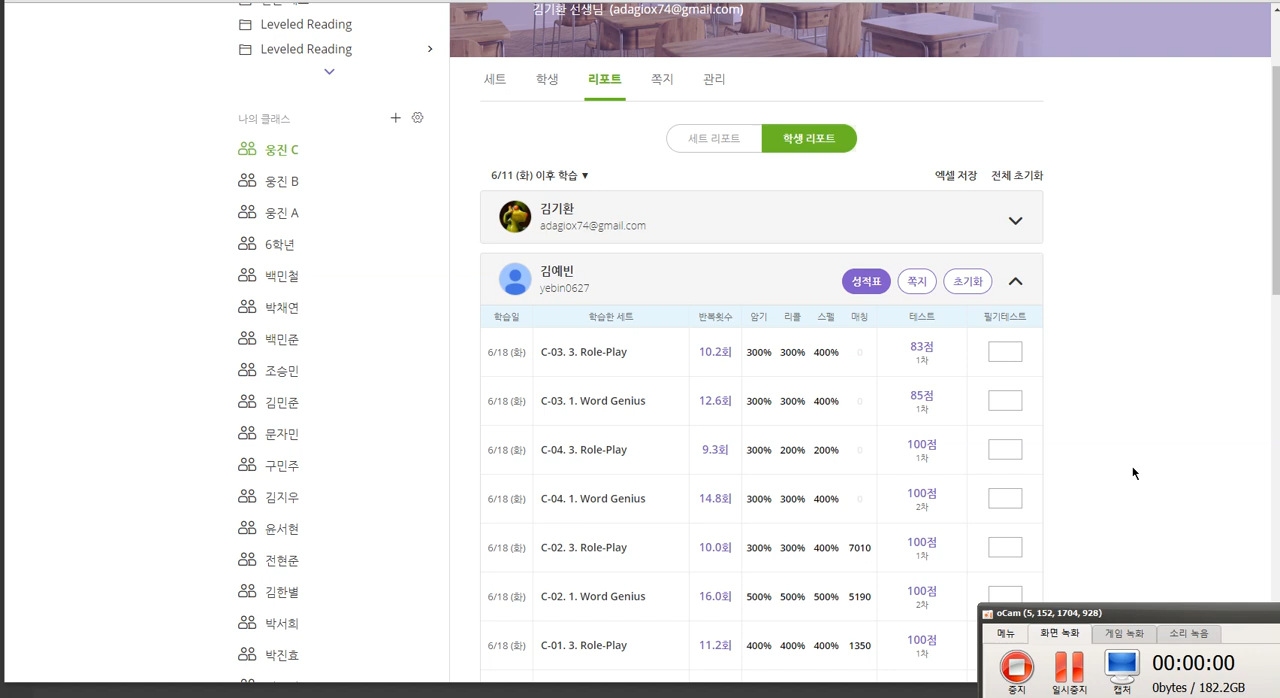 김기환 선생님 (adagiox74@gmail.com)
Leveled Reading
Leveled Reading
나의 클래스
웅진 C
웅진 B
웅진 A
6학년
백민철
박채연
백민준
조승민
김민준
문자민
구민주
김지우
윤서현
전현준
김한별
박서희
박진효
세트 학생 리포트 쪽지 관리
세트 리포트 학생 리포트
6/11 (화) 이후 학습 ▼ 엑셀 저장 전체 초기화
김기환
adagiox74@gmail.com
김예빈
yebin0627
성적표 쪽지 초기화
학습일 학습한 세트 반복횟수 암기 리콜 스펠 매칭 테스트 필기테스트
6/18 (화) C-03. 3. Role-Play 10.2회 300% 300% 400% 0 83점
1차
6/18 (화) C-03. 1. Word Genius 12.6회 300% 300% 400% 0 85점
1차
6/18 (화) C-04. 3. Role-Play 9.3회 300% 200% 200% 0 100점
1차
6/18 (화) C-04. 1. Word Genius 14.8회 300% 300% 400% 0 100점
2차
6/18 (화) C-02. 3. Role-Play 10.0회 300% 300% 400% 7010 100점
1차
6/18 (화) C-02. 1. Word Genius 16.0회 500% 500% 500% 5190 100점
2차
6/18 (화) C-01. 3. Role-Play 11.2회 400% 400% 400% 1350 100점
1차
oCam (5, 152, 1704, 928)
메뉴 화면 녹화 게임 녹화 소리 녹음
중지 일시중지 캡처
00:00:00
0bytes / 182.2GB